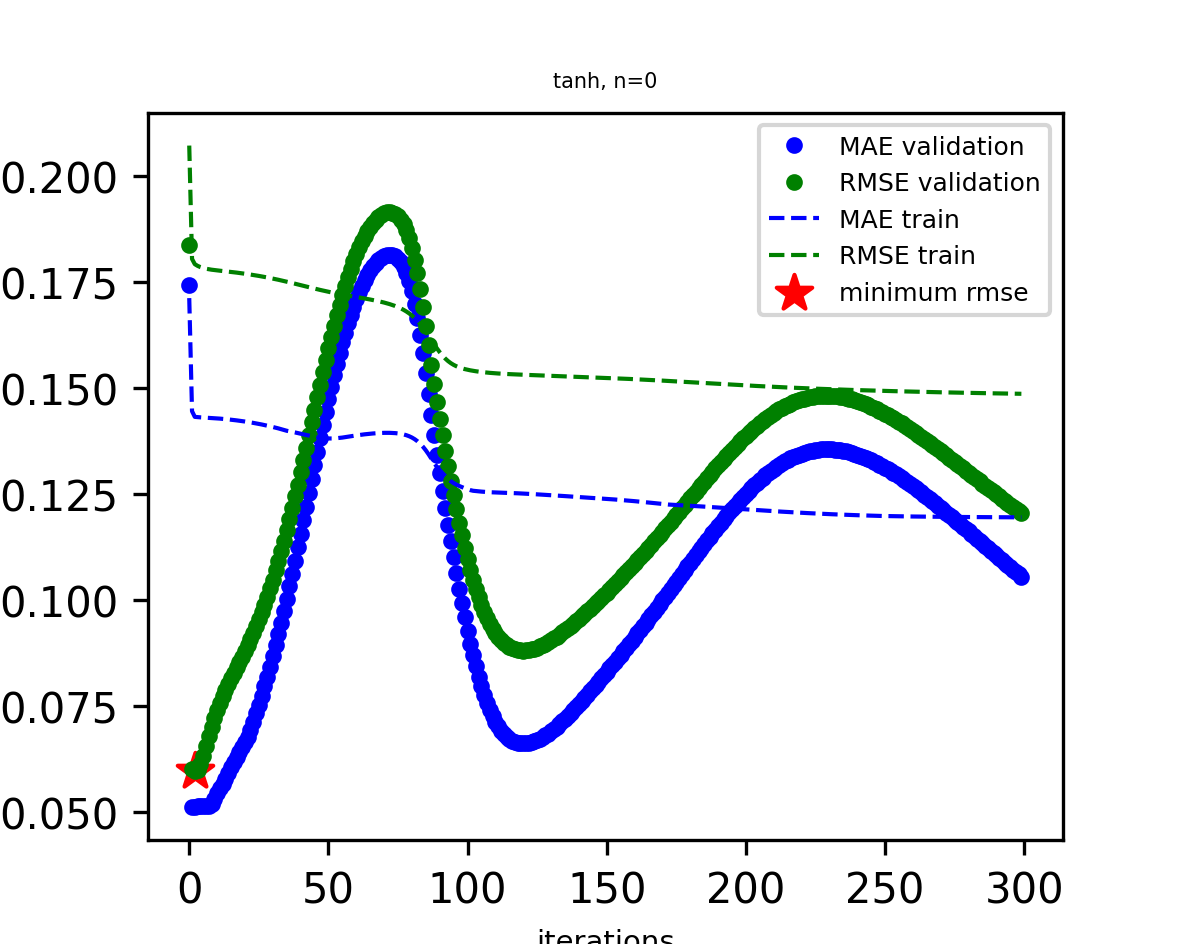 tanh, n=0
MAE validation
RMSE validation
MAE train
RMSE train
minimum rmse
0.200
0.175
0.150
0.125
0.100
0.075
0.050
0 50 100 150 200 250 300
iterations